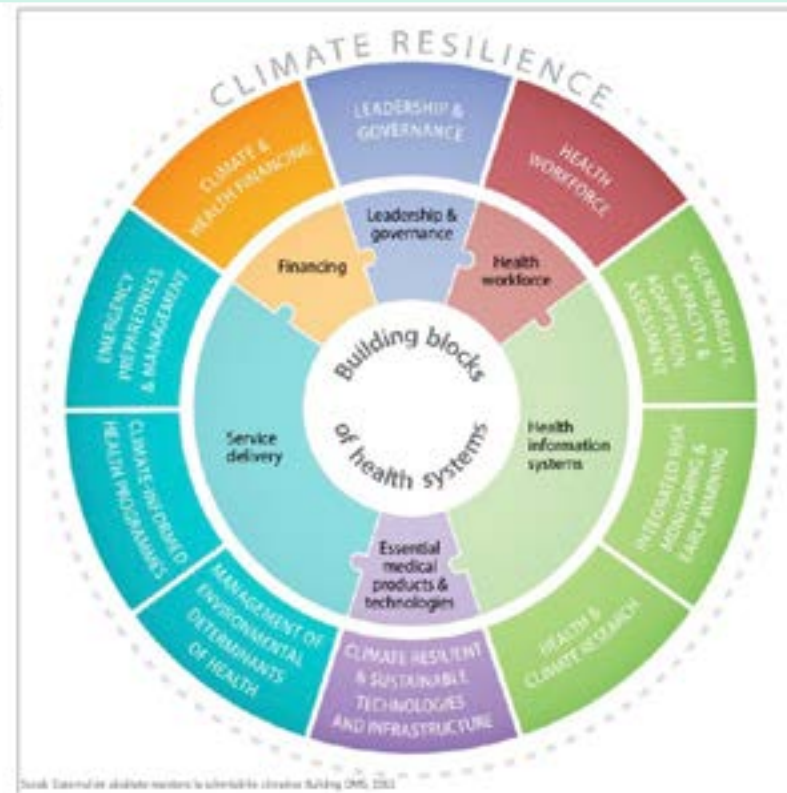 CLIMATE RESILIENCE
LEADERSHIP &
GOVERNANCE
HEALTH
WORKFORCE
VULNERABILITY,
CAPACITY &
ADAPTATION
ASSESSMENT
INTEGRATED RISK
MONITORING &
EARLY WARNING
HEALTH &
CLIMATE RESEARCH
CLIMATE RESILIENT
& SUSTAINABLE
TECHNOLOGIES
AND INFRASTRUCTURE
MANAGEMENT OF
ENVIRONMENTAL
DETERMINANTS
OF HEALTH
CLIMATE-INFORMED
HEALTH PROGRAMMES
EMERGENCY
PREPAREDNESS
& MANAGEMENT
CLIMATE &
HEALTH FINANCING
Leadership &
governance
Health
workforce
Health
information
systems
Essential
medical
products &
technologies
Service
delivery
Financing
Building blocks
of health systems